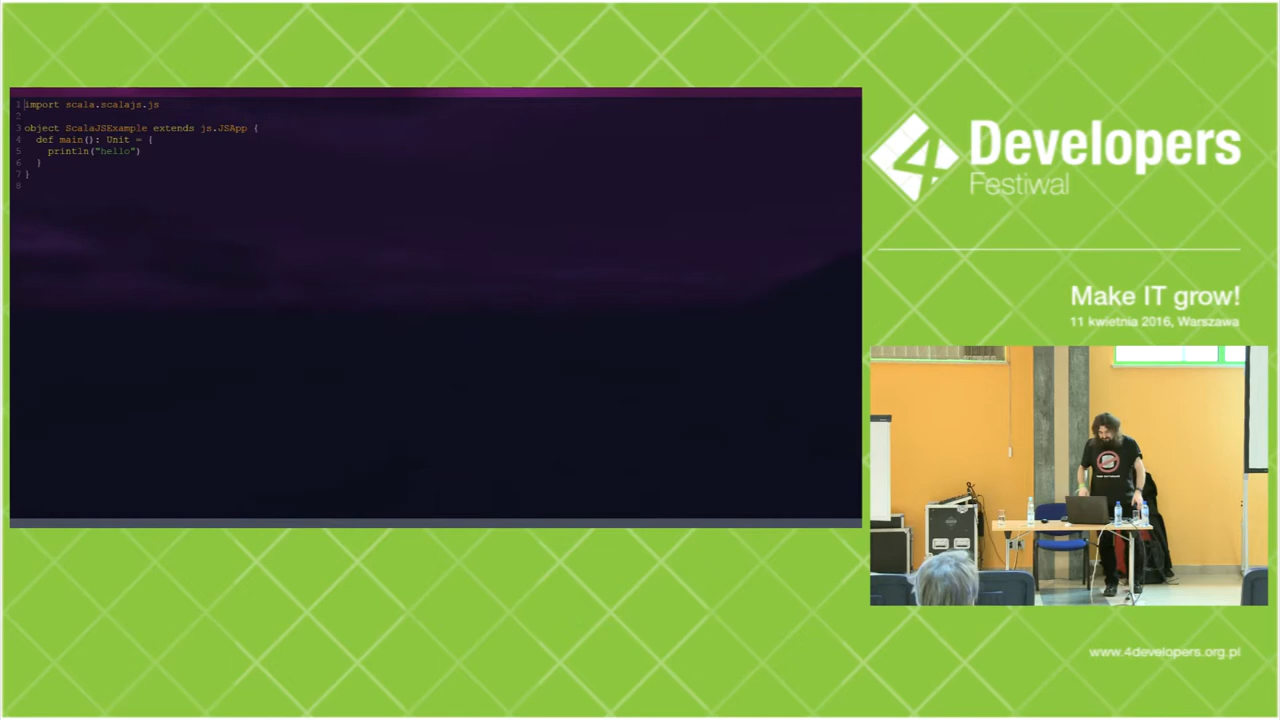 1 import scala.scalajs.js
2
3 object ScalaJSExample extends js.JSApp {
4   def main(): Unit = {
5     println("hello")
6   }
7 }
8
4 Developers
Festiwal
Make IT grow!
11 kwietnia 2016, Warszawa
www.4developers.org.pl